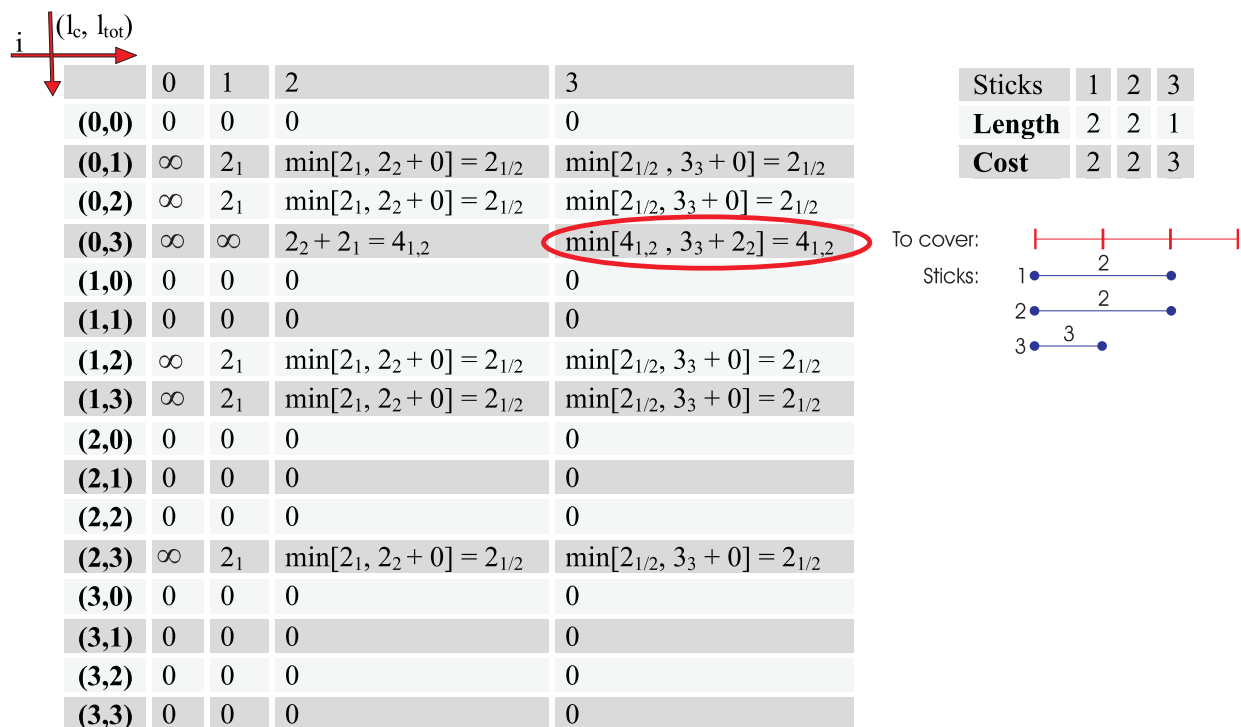 (l_c, l_tot)
i
0 1 2 3
(0,0) 0 0 0 0
(0,1) ∞ 2_1 min[2_1, 2_2 + 0] = 2_1/2 min[2_1/2 , 3_3 + 0] = 2_1/2
(0,2) ∞ 2_1 min[2_1, 2_2 + 0] = 2_1/2 min[2_1/2, 3_3 + 0] = 2_1/2
(0,3) ∞ ∞ 2_2 + 2_1 = 4_1,2 min[4_1,2 , 3_3 + 2_2] = 4_1,2
(1,0) 0 0 0 0
(1,1) 0 0 0 0
(1,2) ∞ 2_1 min[2_1, 2_2 + 0] = 2_1/2 min[2_1/2, 3_3 + 0] = 2_1/2
(1,3) ∞ 2_1 min[2_1, 2_2 + 0] = 2_1/2 min[2_1/2, 3_3 + 0] = 2_1/2
(2,0) 0 0 0 0
(2,1) 0 0 0 0
(2,2) 0 0 0 0
(2,3) ∞ 2_1 min[2_1, 2_2 + 0] = 2_1/2 min[2_1/2, 3_3 + 0] = 2_1/2
(3,0) 0 0 0 0
(3,1) 0 0 0 0
(3,2) 0 0 0 0
(3,3) 0 0 0 0
Sticks 1 2 3
Length 2 2 1
Cost 2 2 3
To cover:
Sticks:
1 2
2 2
3 3